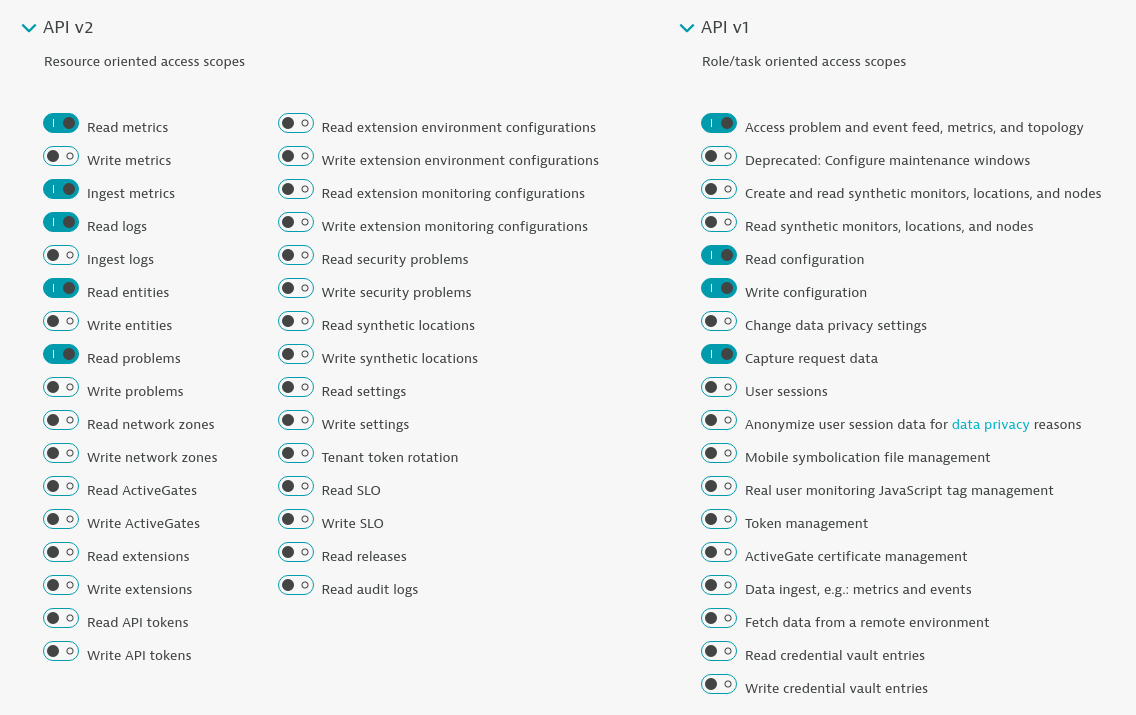 API v2
Resource oriented access scopes
Read metrics
Write metrics
Ingest metrics
Read logs
Ingest logs
Read entities
Write entities
Read problems
Write problems
Read network zones
Write network zones
Read ActiveGates
Write ActiveGates
Read extensions
Write extensions
Read API tokens
Write API tokens
Read extension environment configurations
Write extension environment configurations
Read extension monitoring configurations
Write extension monitoring configurations
Read security problems
Write security problems
Read synthetic locations
Write synthetic locations
Read settings
Write settings
Tenant token rotation
Read SLO
Write SLO
Read releases
Read audit logs
API v1
Role/task oriented access scopes
Access problem and event feed, metrics, and topology
Deprecated: Configure maintenance windows
Create and read synthetic monitors, locations, and nodes
Read synthetic monitors, locations, and nodes
Read configuration
Write configuration
Change data privacy settings
Capture request data
User sessions
Anonymize user session data for data privacy reasons
Mobile symbolication file management
Real user monitoring JavaScript tag management
Token management
ActiveGate certificate management
Data ingest, e.g.: metrics and events
Fetch data from a remote environment
Read credential vault entries
Write credential vault entries